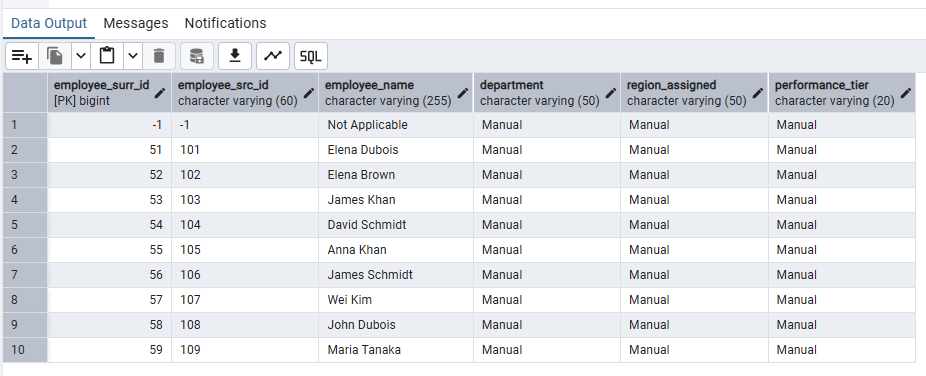 Data Output Messages Notifications
SQL
employee_surr_id employee_src_id employee_name department region_assigned performance_tier
[PK] bigint character varying (60) character varying (255) character varying (50) character varying (50) character varying (20)
1 -1 -1 Not Applicable Manual Manual Manual
2 51 101 Elena Dubois Manual Manual Manual
3 52 102 Elena Brown Manual Manual Manual
4 53 103 James Khan Manual Manual Manual
5 54 104 David Schmidt Manual Manual Manual
6 55 105 Anna Khan Manual Manual Manual
7 56 106 James Schmidt Manual Manual Manual
8 57 107 Wei Kim Manual Manual Manual
9 58 108 John Dubois Manual Manual Manual
10 59 109 Maria Tanaka Manual Manual Manual